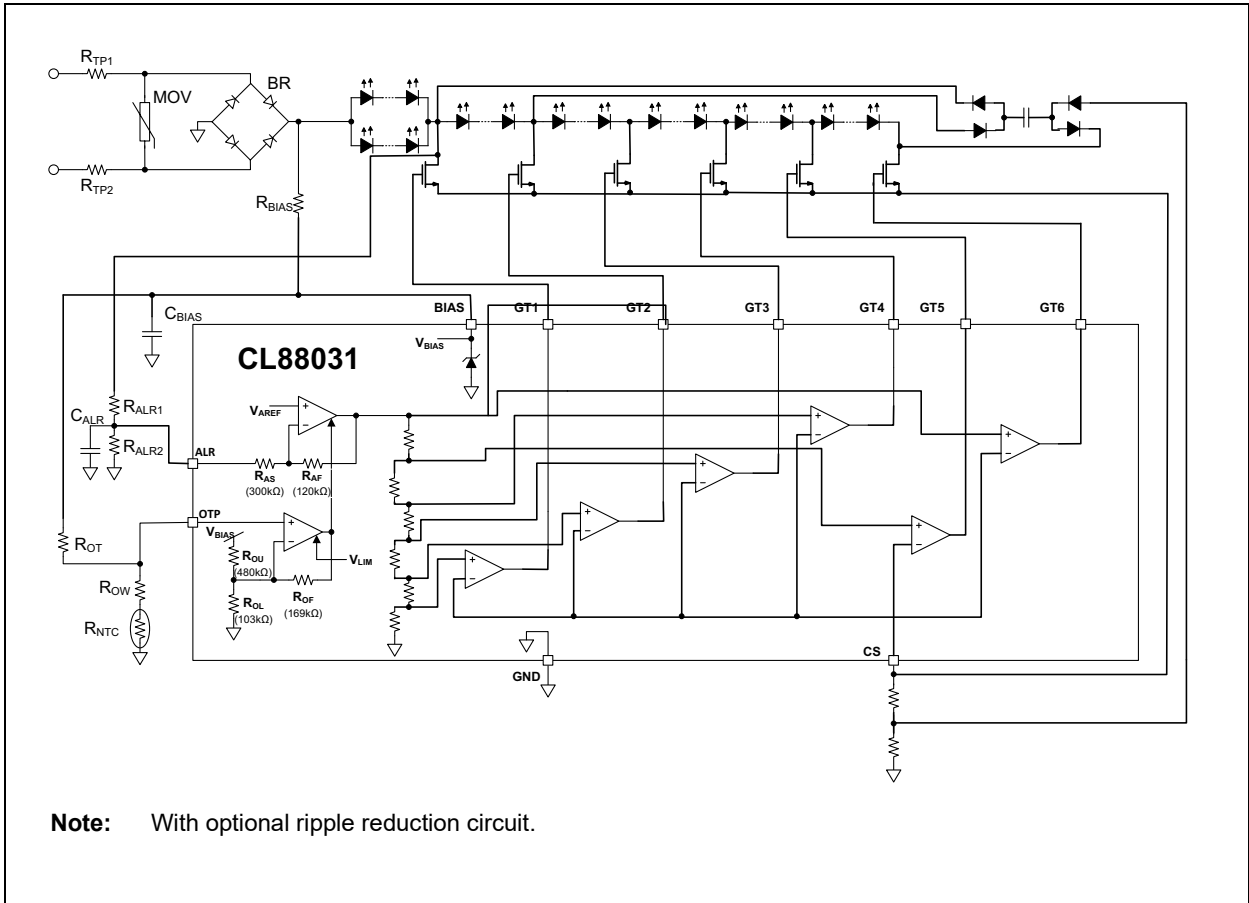 RTP1
MOV
BR
RTP2
RBIAS
CBIAS
BIAS
GT1
GT2
GT3
GT4
GT5
GT6
VBIAS
CL88031
CALR
RALR1
RALR2
VAREF
+
−
ALR
RAS
(300kΩ)
RAF
(120kΩ)
OTP
VBIAS
+
−
VLIM
ROU
(480kΩ)
ROL
(103kΩ)
ROF
(169kΩ)
+
−
+
−
+
−
+
−
+
−
+
−
ROT
ROW
RNTC
GND
CS
Note: With optional ripple reduction circuit.